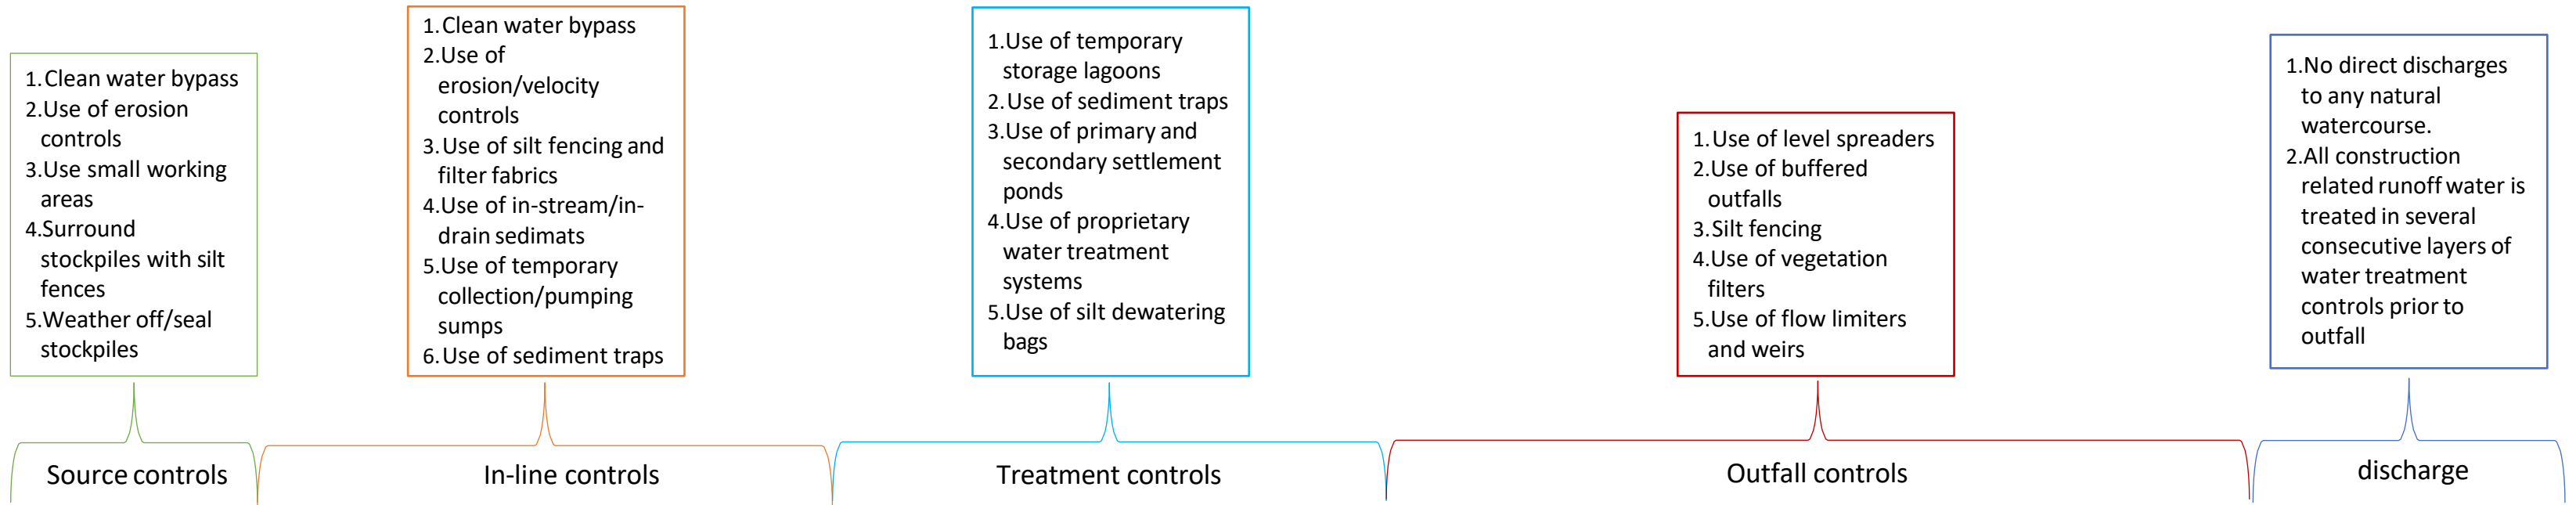 1.Clean water bypass
2.Use of erosion
controls
3.Use small working
areas
4.Surround
stockpiles with silt
fences
5.Weather off/seal
stockpiles
1.Clean water bypass
2.Use of
erosion/velocity
controls
3.Use of silt fencing and
filter fabrics
4.Use of in-stream/in-
drain sedimats
5.Use of temporary
collection/pumping
sumps
6.Use of sediment traps
1.Use of temporary
storage lagoons
2.Use of sediment traps
3.Use of primary and
secondary settlement
ponds
4.Use of proprietary
water treatment
systems
5.Use of silt dewatering
bags
1.Use of level spreaders
2.Use of buffered
outfalls
3.Silt fencing
4.Use of vegetation
filters
5.Use of flow limiters
and weirs
1.No direct discharges
to any natural
watercourse.
2.All construction
related runoff water is
treated in several
consecutive layers of
water treatment
controls prior to
outfall
Source controls
In-line controls
Treatment controls
Outfall controls
discharge